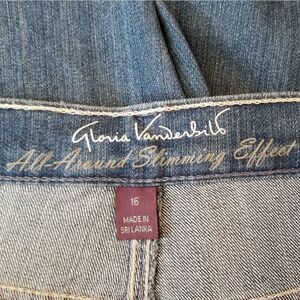 Gloria Vanderbilt
All-Around Slimming Effect
16
MADE IN
SRI LANKA